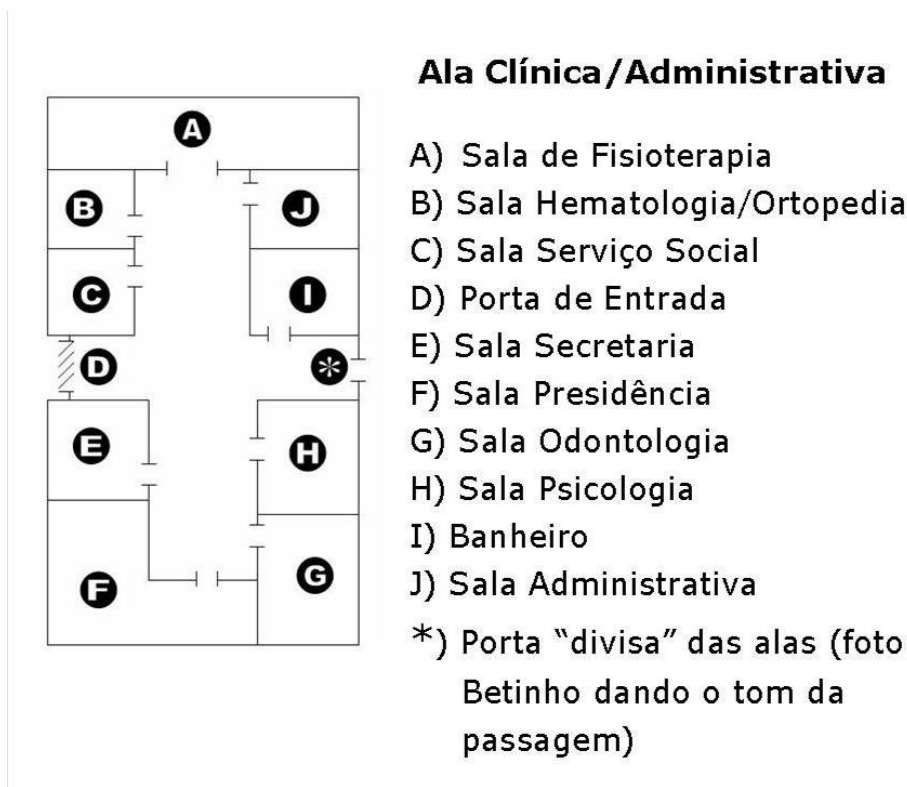 Ala Clínica/Administrativa
A
B
J
C
I
D
*
E
H
F
G
A) Sala de Fisioterapia
B) Sala Hematologia/Ortopedia
C) Sala Serviço Social
D) Porta de Entrada
E) Sala Secretaria
F) Sala Presidência
G) Sala Odontologia
H) Sala Psicologia
I) Banheiro
J) Sala Administrativa
*) Porta “divisa” das alas (foto
Betinho dando o tom da
passagem)